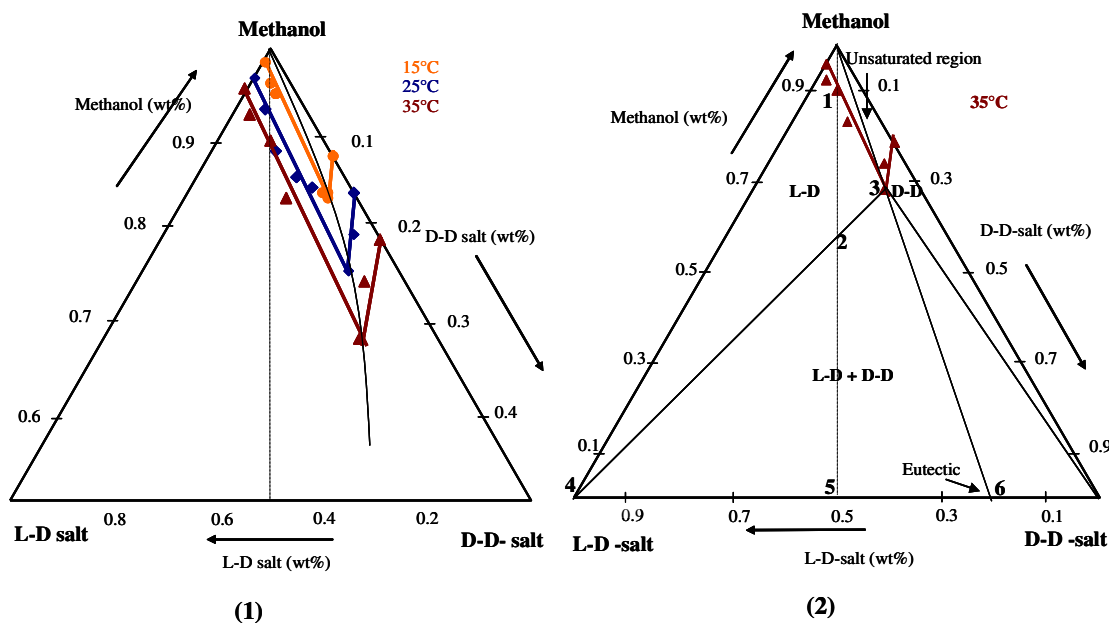 Methanol
15°C
25°C
35°C
Methanol (wt%)
0.9
0.1
0.8
0.2
D-D salt (wt%)
0.7
0.3
0.6
0.4
L-D salt
0.8
0.6
0.4
0.2
D-D- salt
L-D salt (wt%)
(1)
Methanol
Unsaturated region
35°C
0.9
1
0.1
Methanol (wt%)
0.7
L-D
3
D-D
0.3
2
D-D-salt (wt%)
0.5
0.5
0.3
0.7
L-D + D-D
0.1
0.9
Eutectic
4
5
6
0.9
0.7
0.5
0.3
0.1
L-D -salt
L-D-salt (wt%)
D-D -salt
(2)